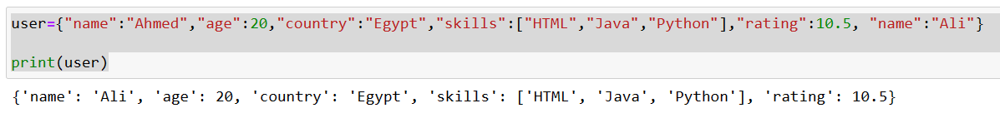 user={"name":"Ahmed","age":20,"country":"Egypt","skills":["HTML","Java","Python"],"rating":10.5, "name":"Ali"}
print(user)
{'name': 'Ali', 'age': 20, 'country': 'Egypt', 'skills': ['HTML', 'Java', 'Python'], 'rating': 10.5}